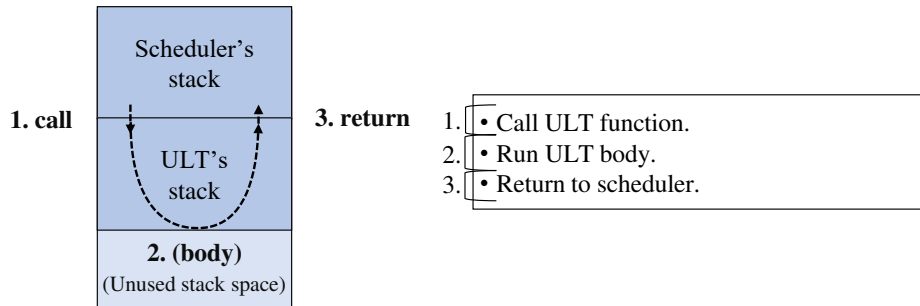 Scheduler's
stack
1. call
3. return
ULT's
stack
2. (body)
(Unused stack space)
1. • Call ULT function.
2. • Run ULT body.
3. • Return to scheduler.